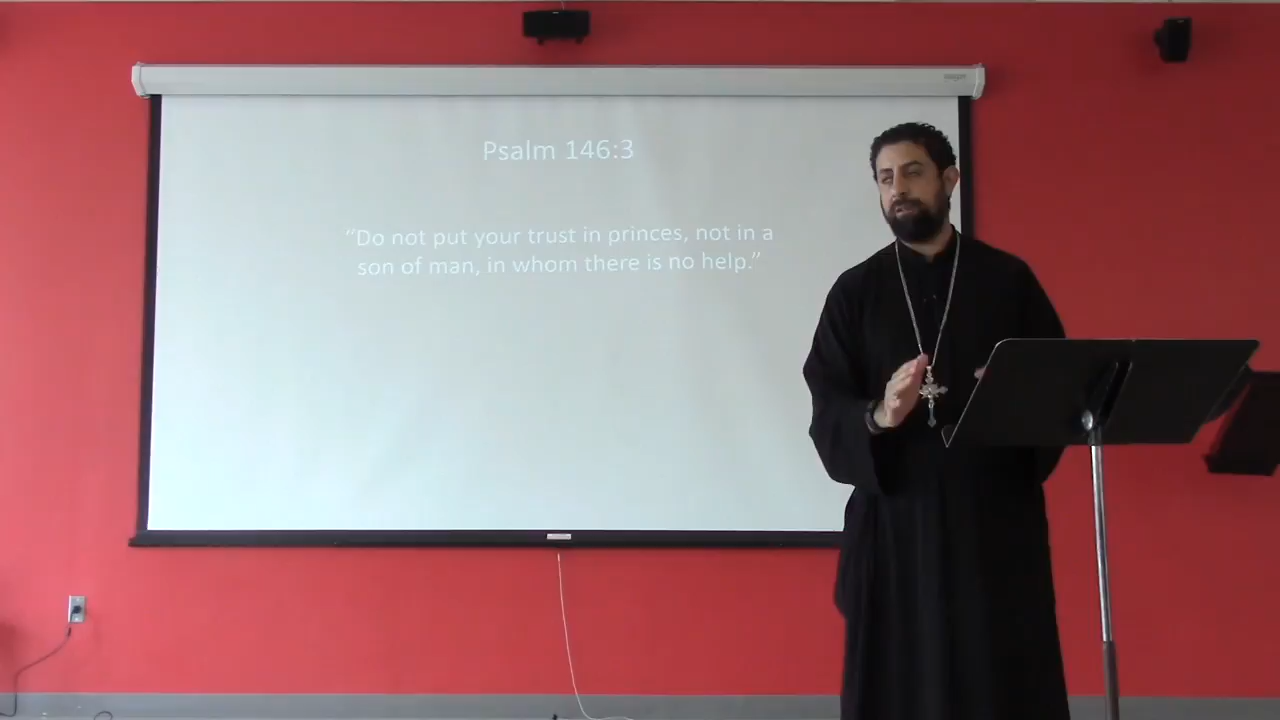 Psalm 146:3
“Do not put your trust in princes, not in a
son of man, in whom there is no help.”